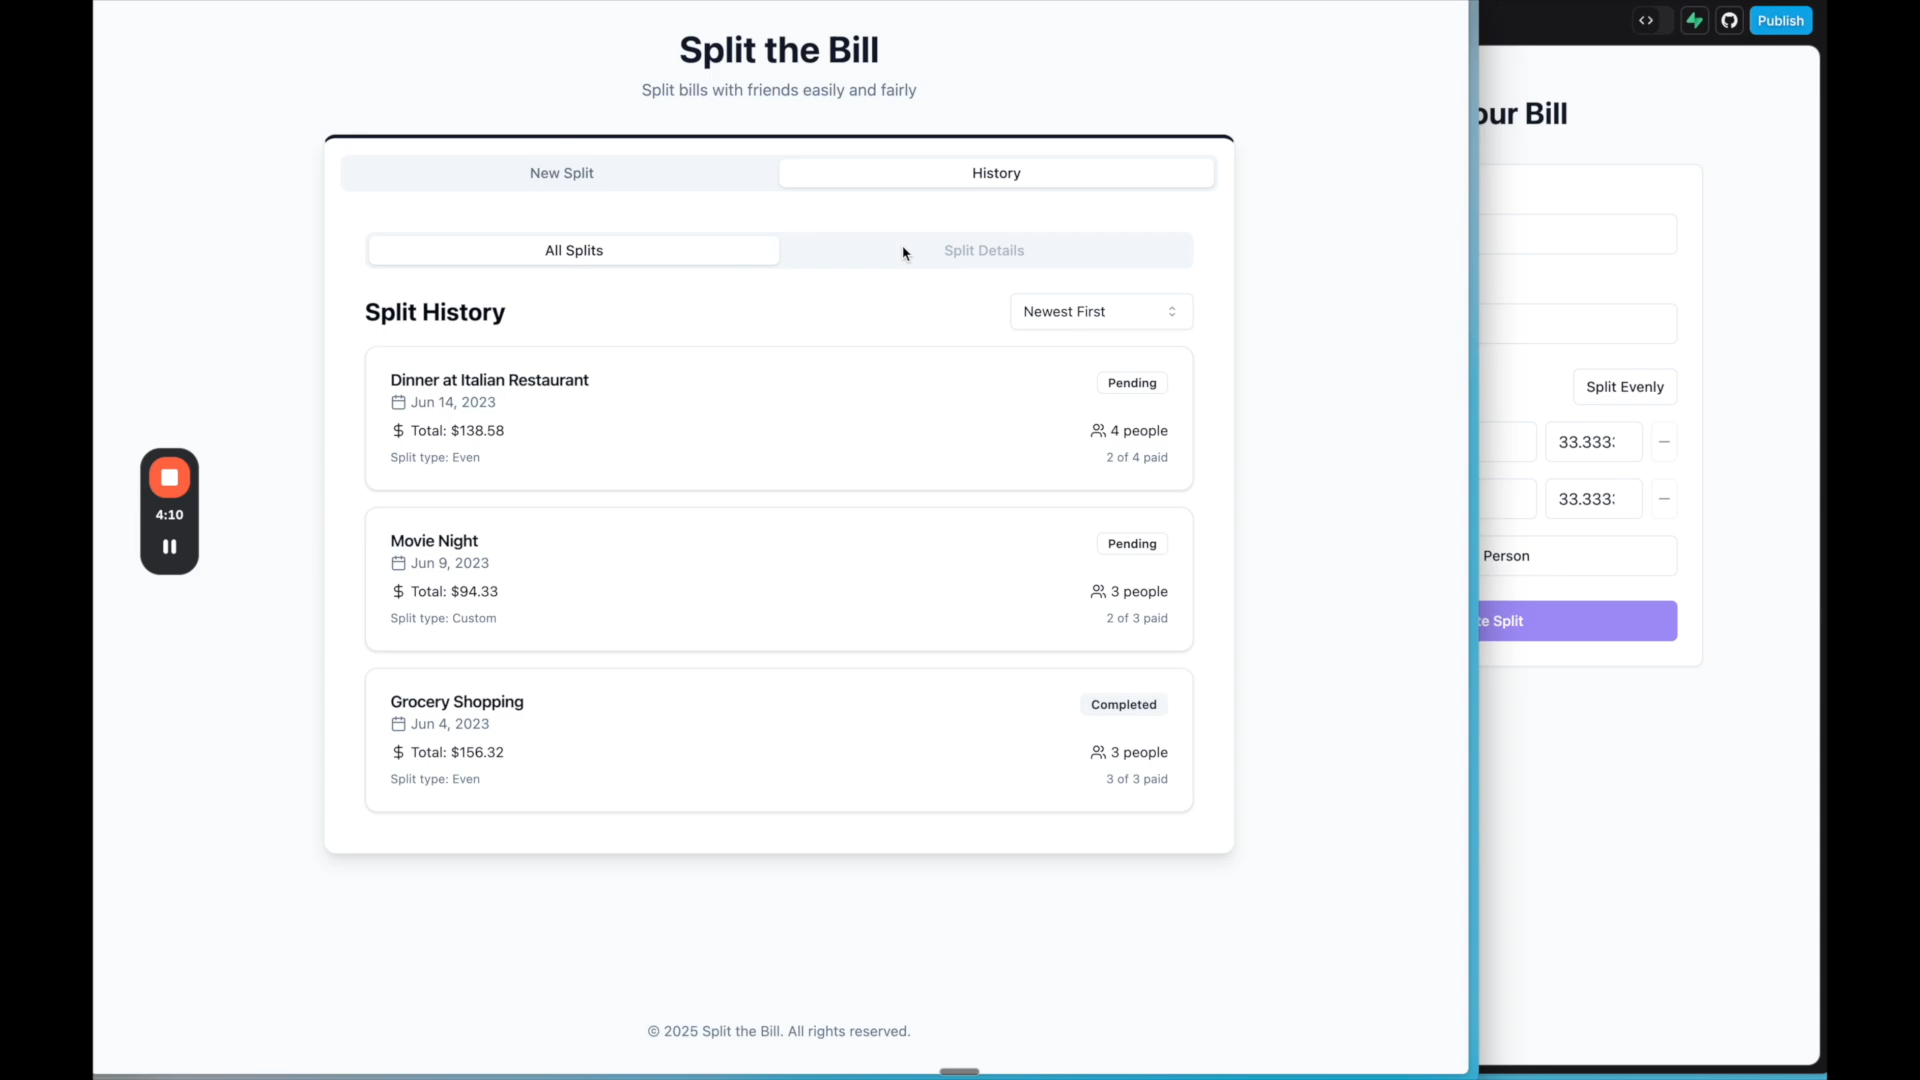 Split the Bill
Split bills with friends easily and fairly
New Split
History
All Splits
Split Details
Split History
Newest First
Dinner at Italian Restaurant
Pending
Jun 14, 2023
Total: $138.58
4 people
Split type: Even
2 of 4 paid
Movie Night
Pending
Jun 9, 2023
Total: $94.33
3 people
Split type: Custom
2 of 3 paid
Grocery Shopping
Completed
Jun 4, 2023
Total: $156.32
3 people
Split type: Even
3 of 3 paid
© 2025 Split the Bill. All rights reserved.
4:10
Publish
our Bill
Split Evenly
33.333
33.333
Person
te Split